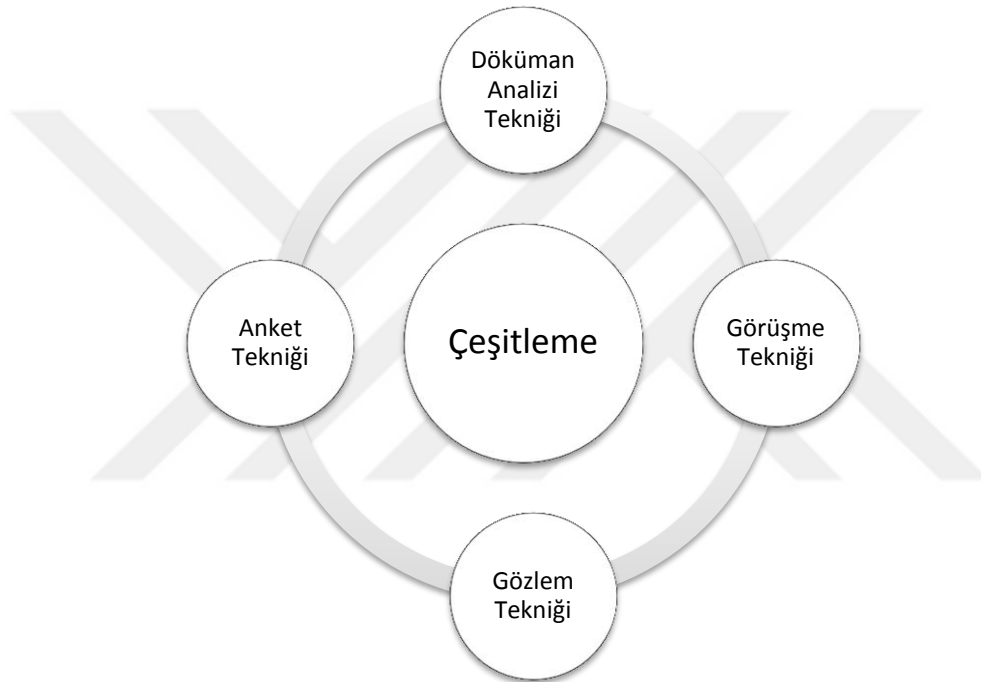 Döküman
Analizi
Tekniği
Anket
Tekniği
Çeşitleme
Görüşme
Tekniği
Gözlem
Tekniği